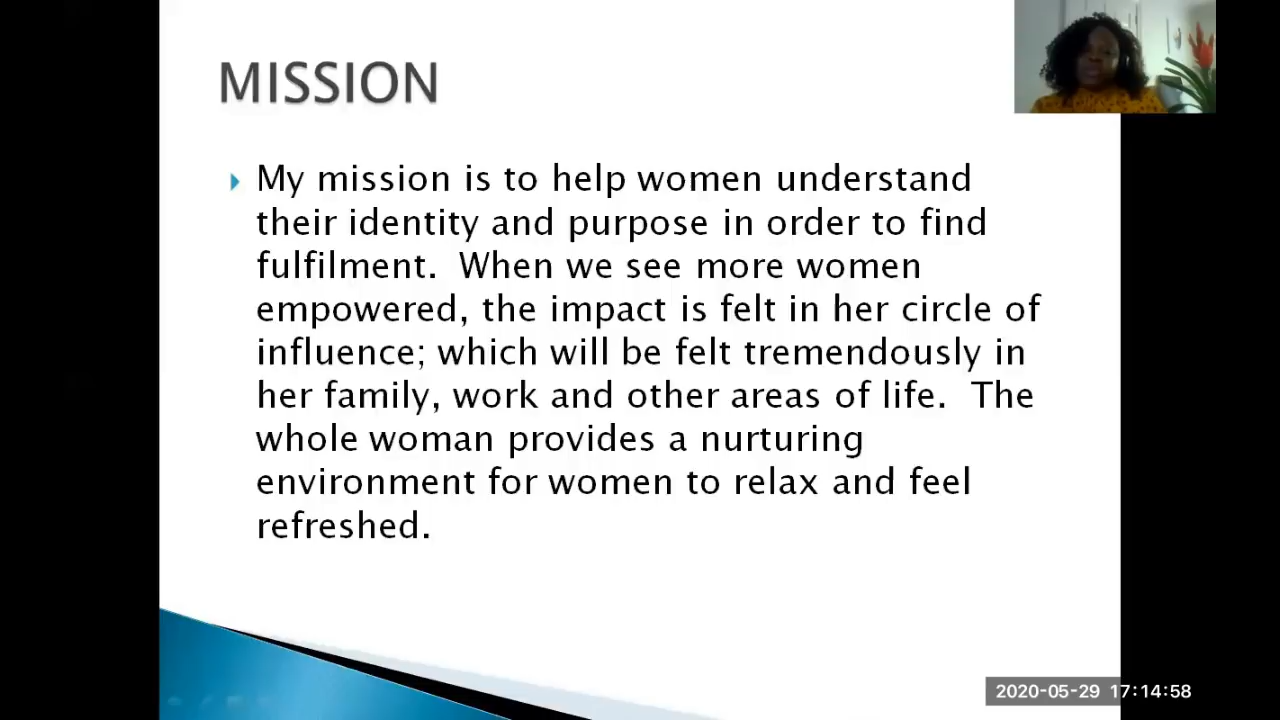 MISSION
My mission is to help women understand
their identity and purpose in order to find
fulfilment.  When we see more women
empowered, the impact is felt in her circle of
influence; which will be felt tremendously in
her family, work and other areas of life.  The
whole woman provides a nurturing
environment for women to relax and feel
refreshed.
2020-05-29 17:14:58